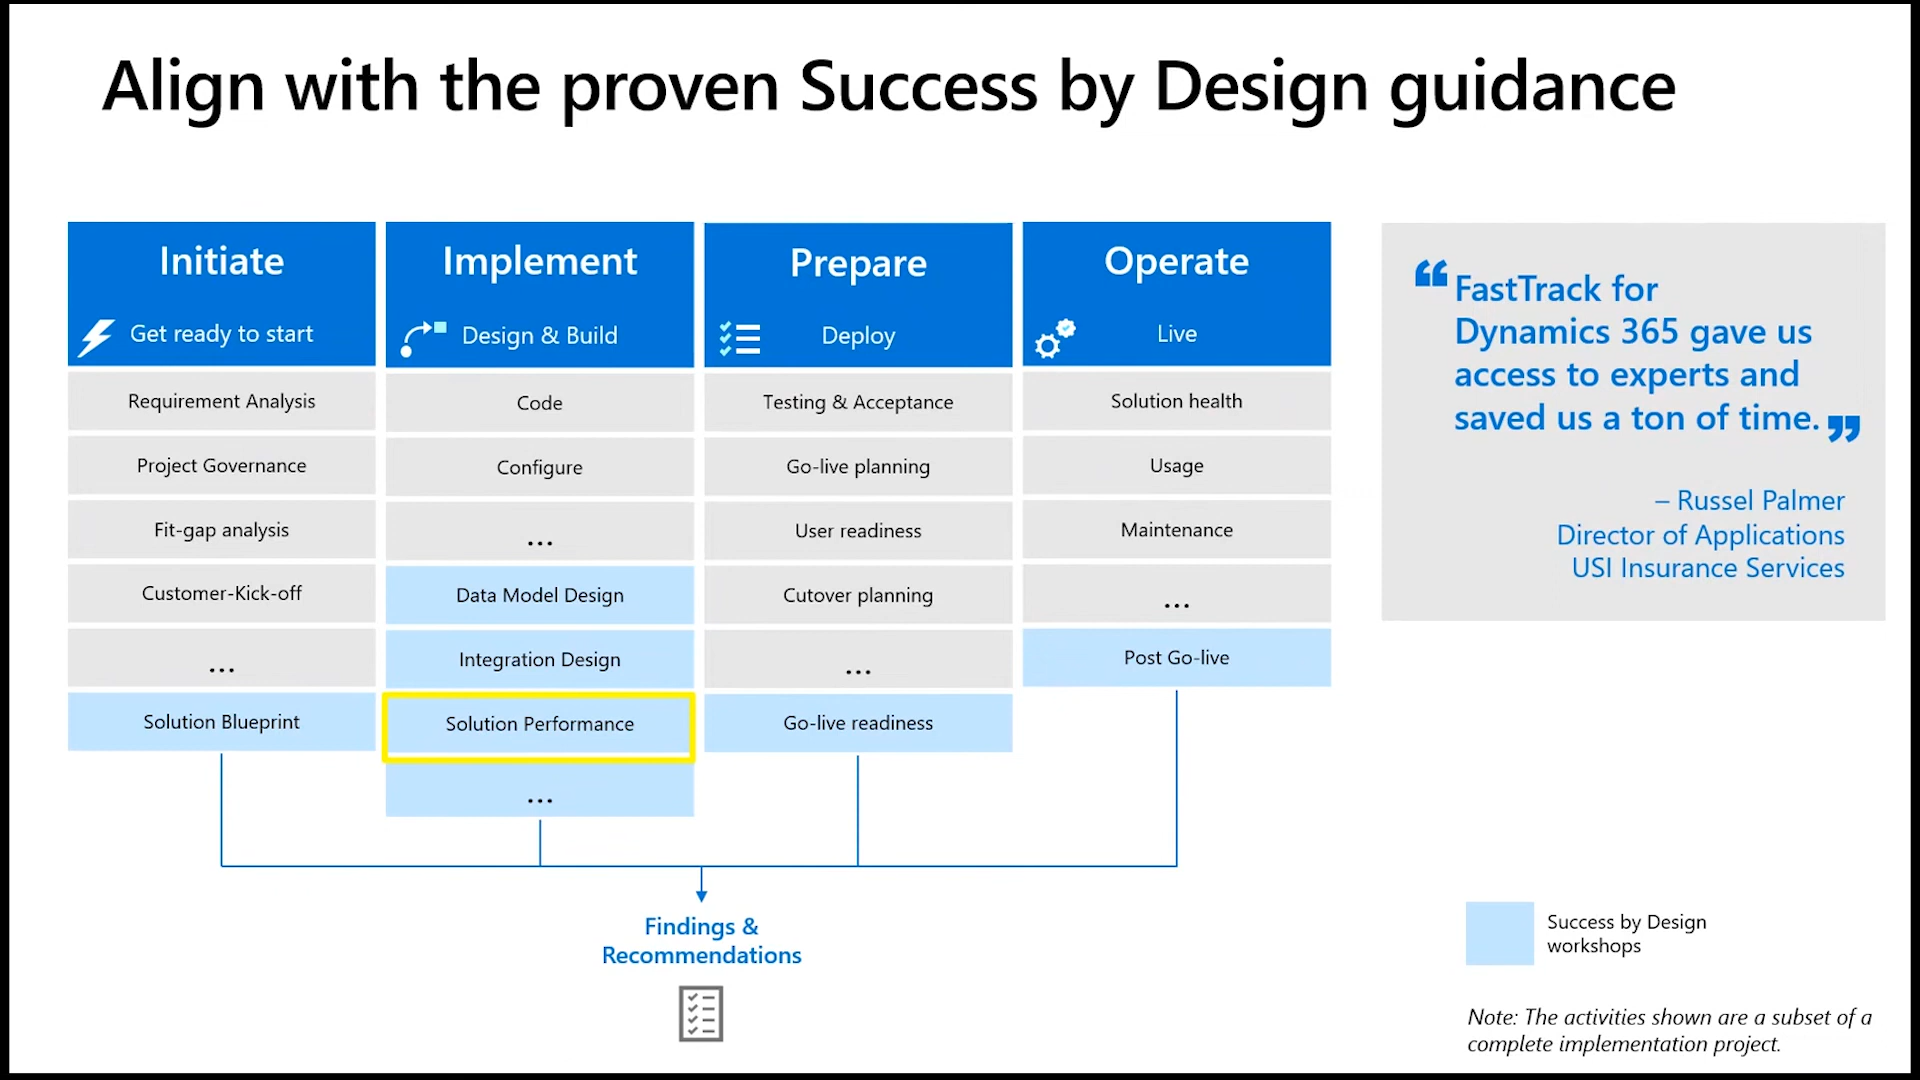 Align with the proven Success by Design guidance
Initiate
Get ready to start
Requirement Analysis
Project Governance
Fit-gap analysis
Customer-Kick-off
...
Solution Blueprint
Implement
Design & Build
Code
Configure
...
Data Model Design
Integration Design
Solution Performance
...
Prepare
Deploy
Testing & Acceptance
Go-live planning
User readiness
Cutover planning
...
Go-live readiness
Operate
Live
Solution health
Usage
Maintenance
...
Post Go-live
Findings &
Recommendations
“FastTrack for
Dynamics 365 gave us
access to experts and
saved us a ton of time.”
– Russel Palmer
Director of Applications
USI Insurance Services
Success by Design
workshops
Note: The activities shown are a subset of a
complete implementation project.